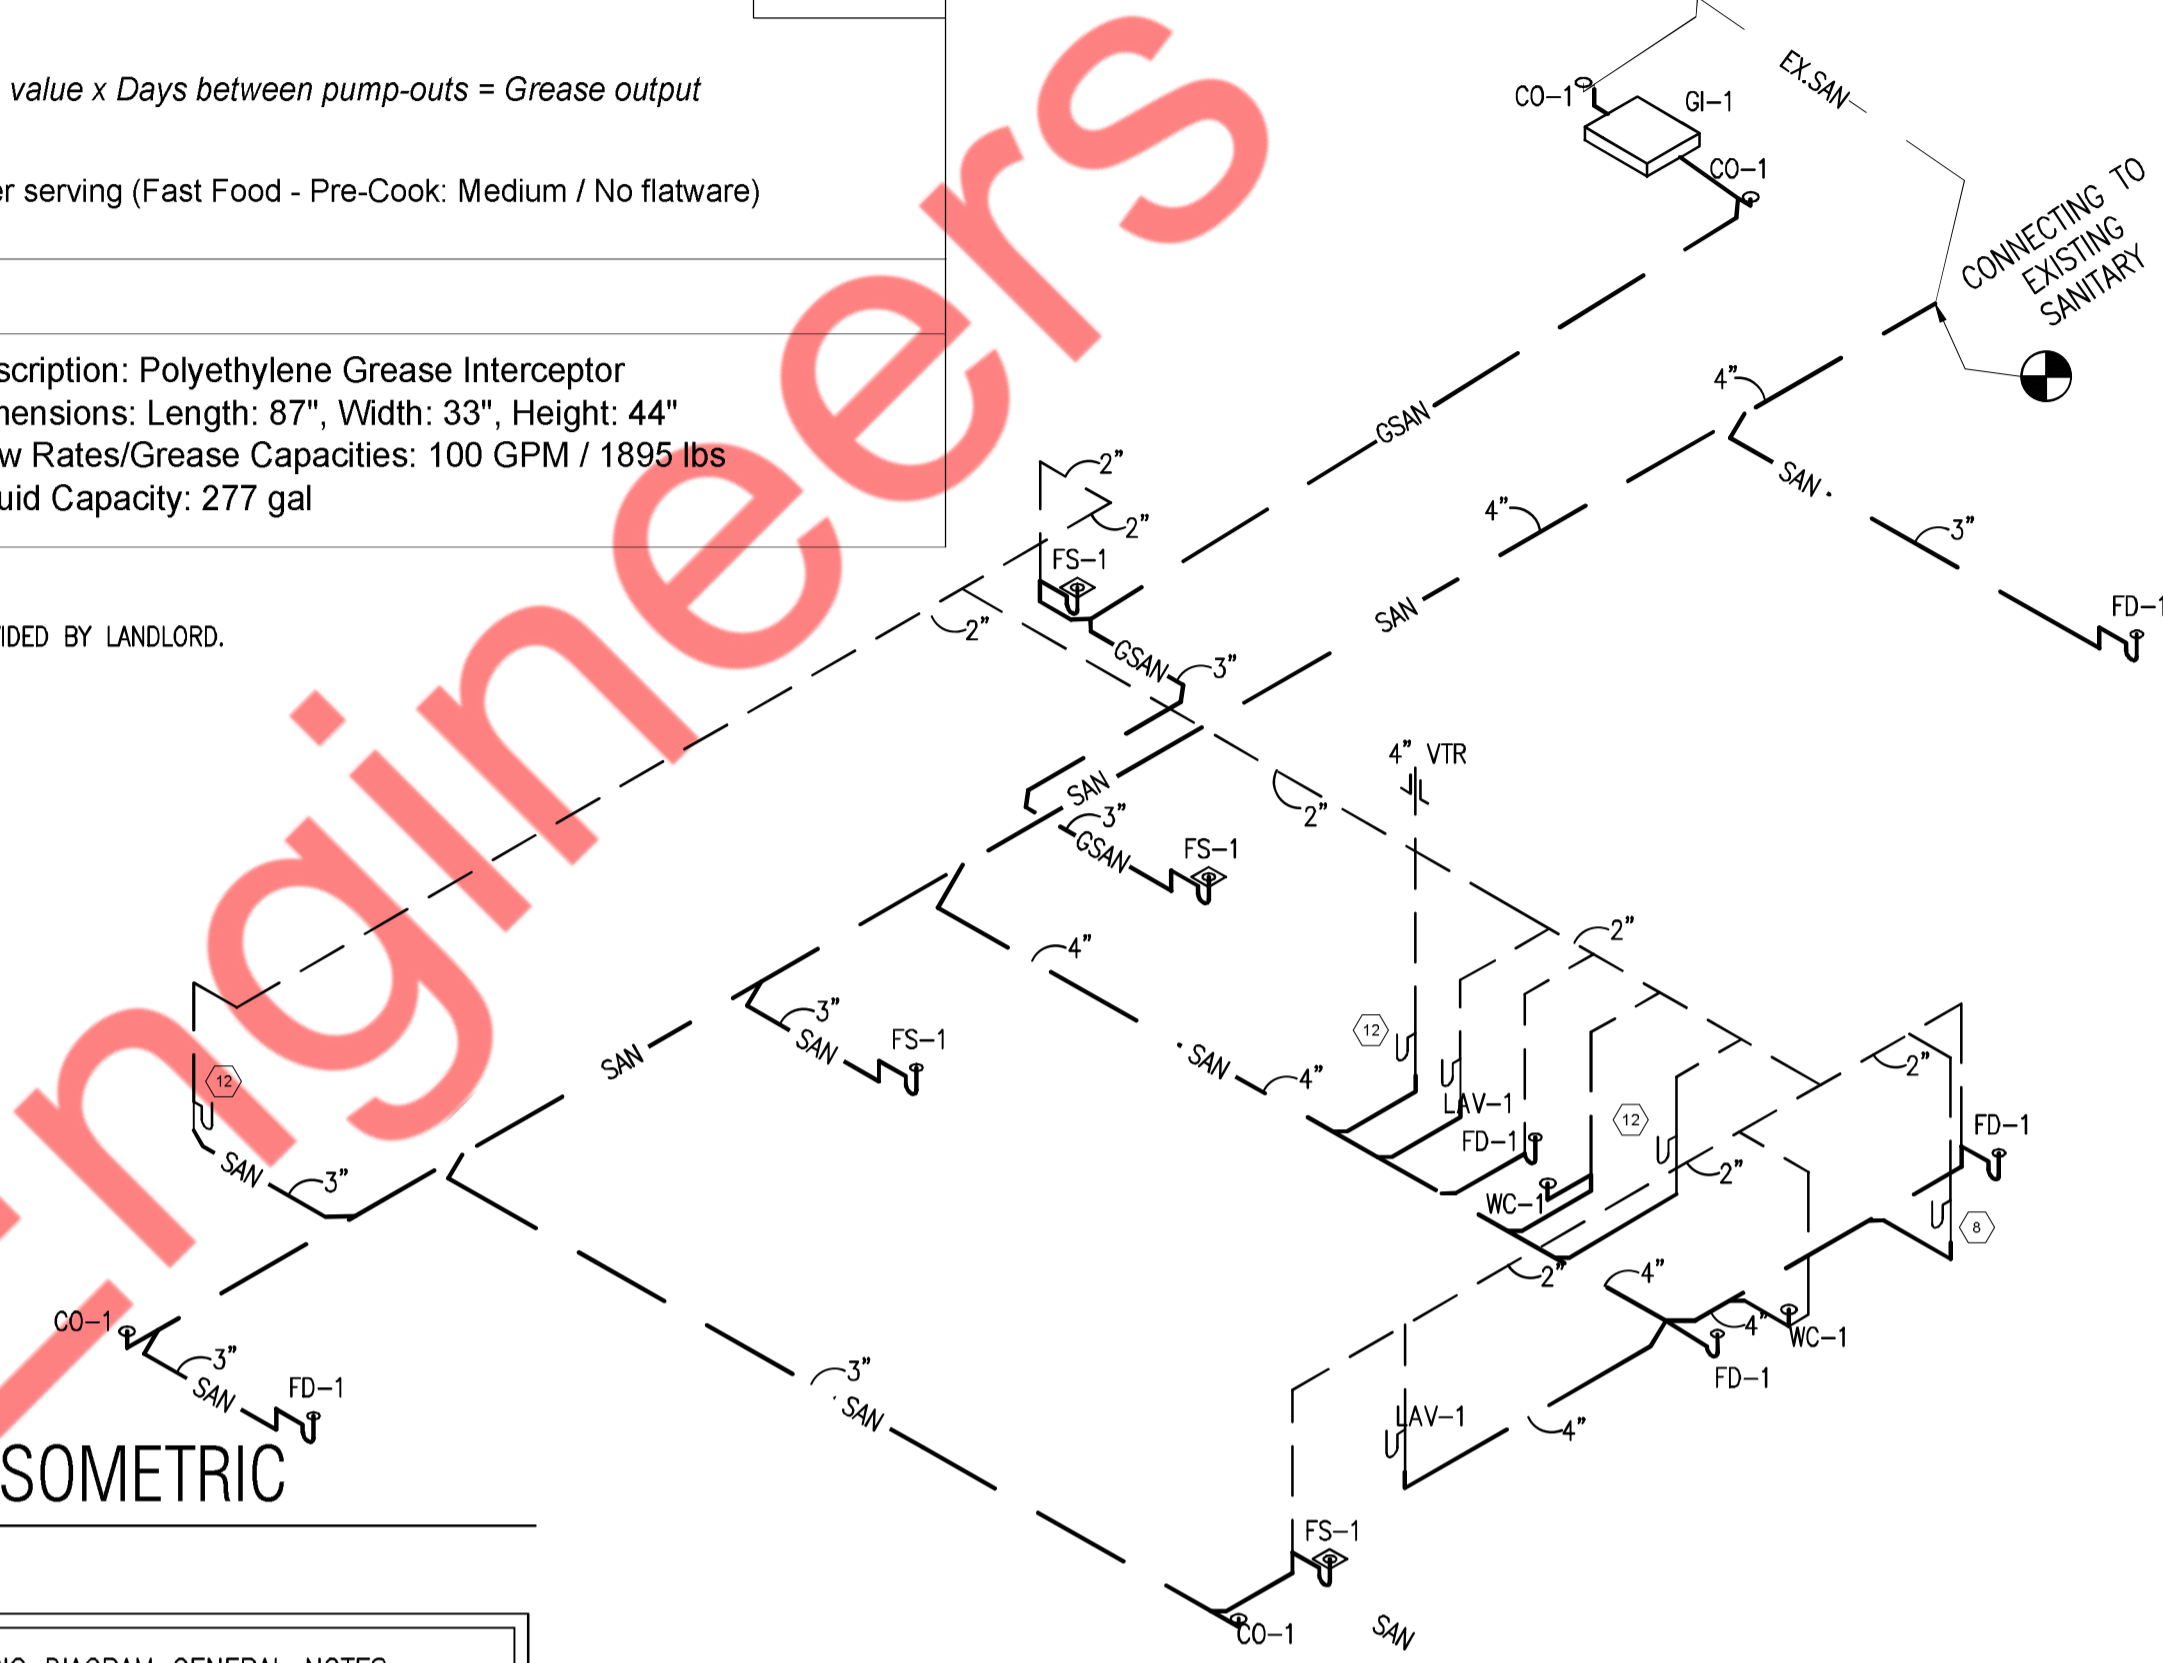 value x Days between pump-outs = Grease output
serving (Fast Food - Pre-Cook: Medium / No flatware)
scription: Polyethylene Grease Interceptor
mensions: Length: 87", Width: 33", Height: 44"
w Rates/Grease Capacities: 100 GPM / 1895 lbs
uid Capacity: 277 gal
VIDED BY LANDLORD.
Engineers
CO-1
GI-1
EX.SAN
CO-1
CONNECTING TO
EXISTING
SANITARY
4"
GSAN
2"
2"
SAN
4"
3"
FS-1
SAN
FD-1
2"
GSAN
3"
4" VTR
SAN
3"
2"
GSAN
FS-1
2"
4"
3"
SAN
FS-1
SAN
12
SAN
4"
2"
12
LAV-1
12
FD-1
FD-1
SAN
3"
2"
WC-1
8
2"
4"
CO-1
4"
WC-1
3"
SAN
FD-1
3"
SAN
FD-1
LAV-1
4"
SOMETRIC
FS-1
CO-1
SAN
DIAGRAM GENERAL NOTES